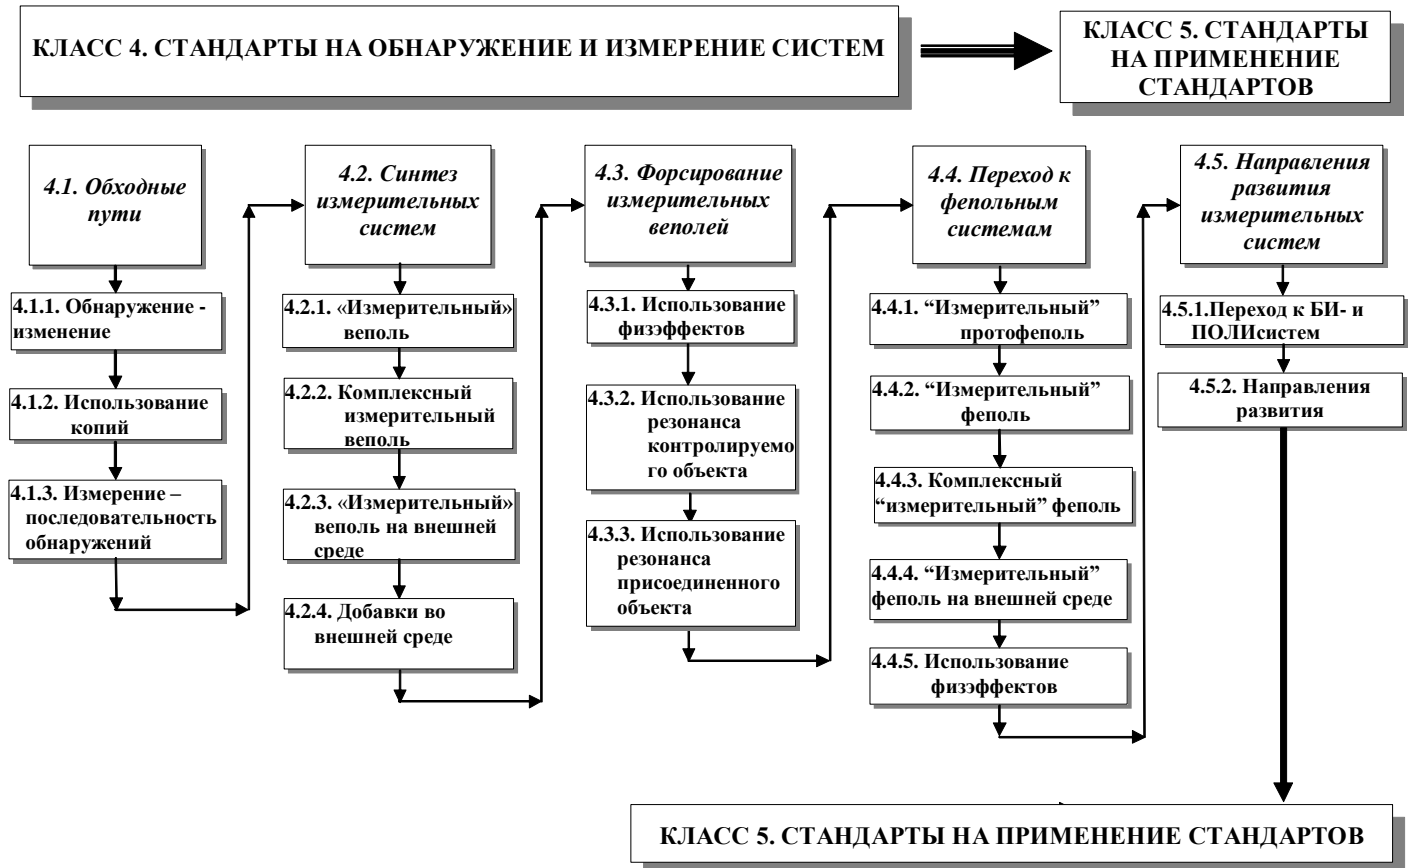 КЛАСС 4. СТАНДАРТЫ НА ОБНАРУЖЕНИЕ И ИЗМЕРЕНИЕ СИСТЕМ
КЛАСС 5. СТАНДАРТЫ
НА ПРИМЕНЕНИЕ
СТАНДАРТОВ
4.1. Обходные
пути
4.1.1. Обнаружение -
изменение
4.1.2. Использование
копий
4.1.3. Измерение –
последовательность
обнаружений
4.2. Синтез
измерительных
систем
4.2.1. «Измерительный»
веполь
4.2.2. Комплексный
измерительный
веполь
4.2.3. «Измерительный»
веполь на внешней
среде
4.2.4. Добавки во
внешней среде
4.3. Форсирование
измерительных
веполей
4.3.1. Использование
физэффектов
4.3.2. Использование
резонанса
контролируемо
го объекта
4.3.3. Использование
резонанса
присоединенного
объекта
4.4. Переход к
фепольным
системам
4.4.1. “Измерительный”
протофеполь
4.4.2. “Измерительный”
феполь
4.4.3. Комплексный
“измерительный” феполь
4.4.4. “Измерительный”
феполь на внешней среде
4.4.5. Использование
физэффектов
4.5. Направления
развития
измерительных
систем
4.5.1.Переход к БИ- и
ПОЛИсистем
4.5.2. Направления
развития
КЛАСС 5. СТАНДАРТЫ НА ПРИМЕНЕНИЕ СТАНДАРТОВ